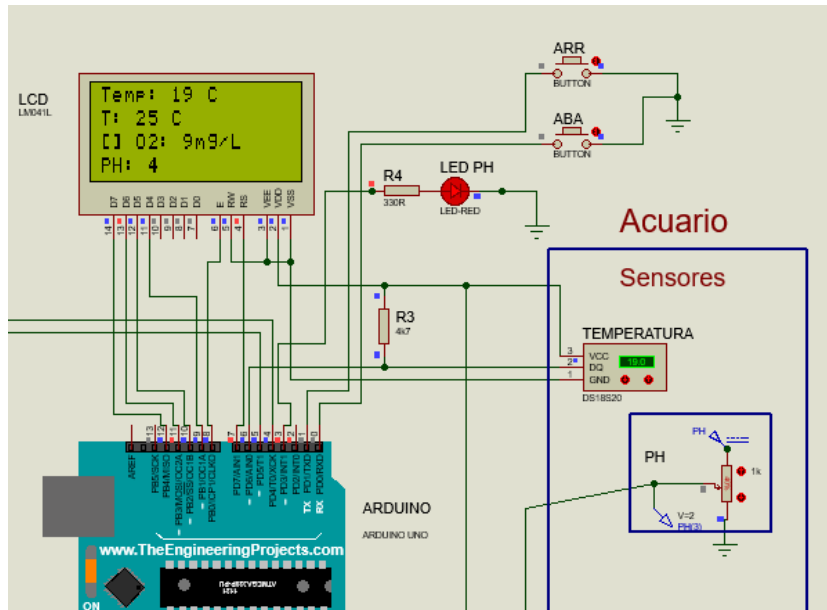 LCD
LM041L
Temp: 19 C
T: 25 C
[] O2: 9mg/L
PH: 4
D7 D6 D5 D4 D3 D2 D1 D0 E RW RS VEE VDD VSS
14 13 12 11 10 9 8 7 6 5 4 3 2 1
ARR
BUTTON
ABA
BUTTON
R4
330R
LED PH
LED-RED
R3
4k7
Acuario
Sensores
TEMPERATURA
3 VCC
2 DQ
1 GND
19.0
DS18S20
PH
PH
1k
V=2
PH(3)
13 12 11 10 9 8 7 6 5 4 3 2 1 0
AREF
PB5/SCK
PB4/MISO
PB3/MOSI/OC2A
PB2/SS/OC1B
PB1/OC1A
PB0/ICP1/CLKO
PD7/AIN1
PD6/AIN0
PD5/T1
PD4/T0/XCK
PD3/INT1
PD2/INT0
PD1/TXD
PD0/RXD
TX
RX
ARDUINO
ARDUINO UNO
www.TheEngineeringProjects.com
ON